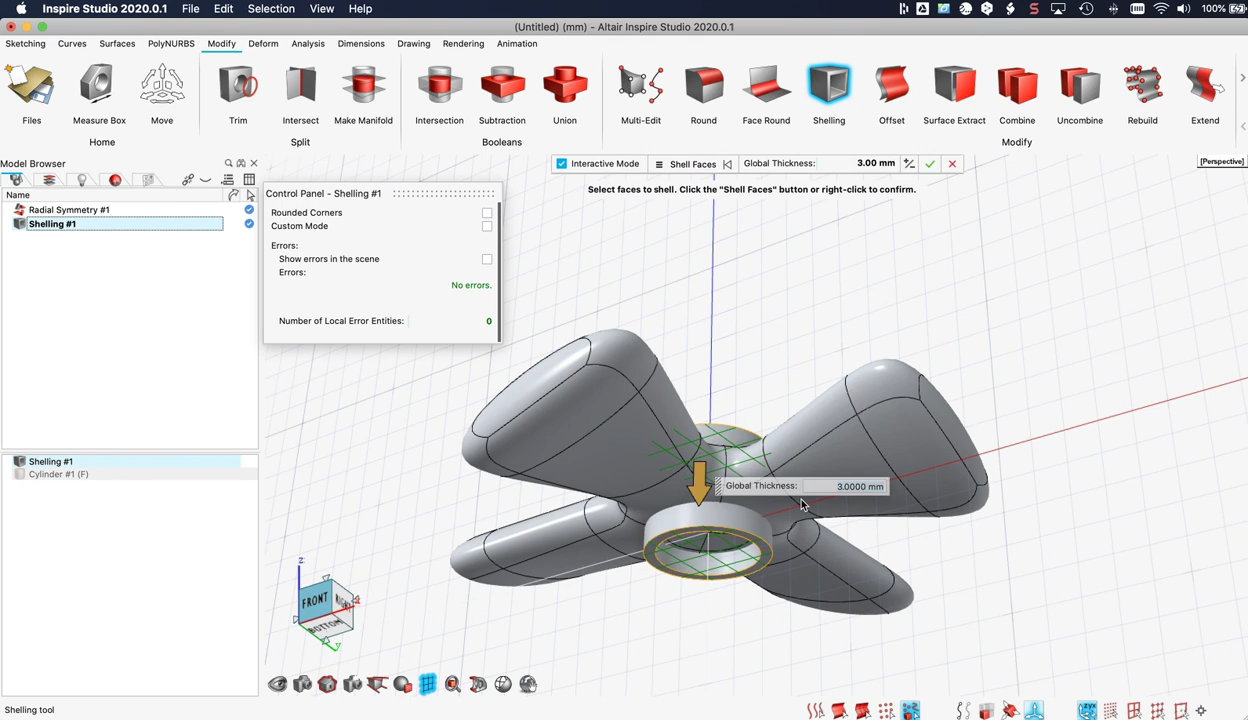 Inspire Studio 2020.0.1 File Edit Selection View Help 100%
(Untitled) (mm) - Altair Inspire Studio 2020.0.1
Sketching Curves Surfaces PolyNURBS Modify Deform Analysis Dimensions Drawing Rendering Animation
Files Measure Box Move Trim Intersect Make Manifold Intersection Subtraction Union Multi-Edit Round Face Round Shelling Offset Surface Extract Combine Uncombine Rebuild Extend
Home Split Booleans Modify
Model Browser
Interactive Mode Shell Faces Global Thickness: 3.00 mm
[Perspective]
Select faces to shell. Click the "Shell Faces" button or right-click to confirm.
Name
Radial Symmetry #1
Shelling #1
Control Panel - Shelling #1
Rounded Corners
Custom Mode
Errors:
Show errors in the scene
Errors:
No errors.
Number of Local Error Entities: 0
Shelling #1
Cylinder #1 (F)
Global Thickness: 3.0000 mm
Z
FRONT
RIGHT
BOTTOM
Shelling tool
ZYX